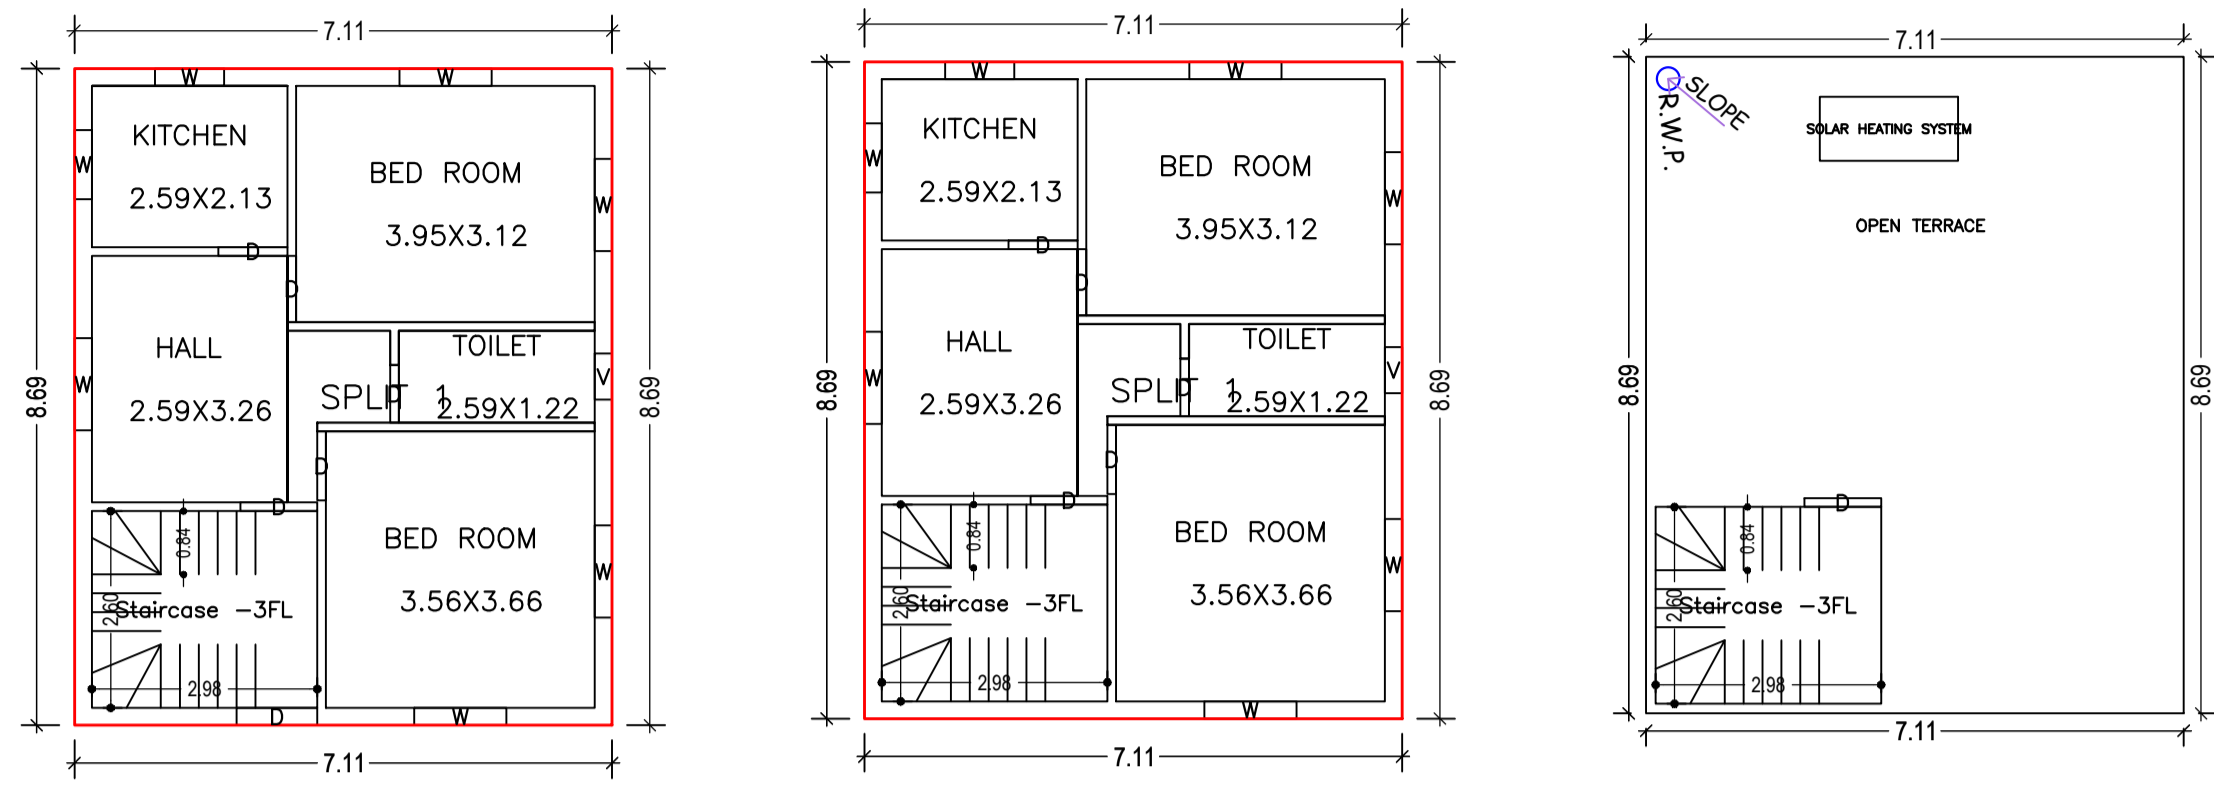 7.11
W
W
KITCHEN
2.59X2.13
W
BED ROOM
3.95X3.12
W
D
D
HALL
2.59X3.26
W
TOILET
2.59X1.22
V
D
SPLIT 1
8.69
8.69
D
D
BED ROOM
3.56X3.66
W
0.84
2.60
Staircase -3FL
2.98
D
W
7.11
7.11
W
W
KITCHEN
2.59X2.13
W
BED ROOM
3.95X3.12
W
D
D
HALL
2.59X3.26
W
TOILET
2.59X1.22
V
D
SPLIT 1
8.69
8.69
D
D
BED ROOM
3.56X3.66
W
0.84
2.60
Staircase -3FL
2.98
W
7.11
7.11
SLOPE
R.W.P.
SOLAR HEATING SYSTEM
OPEN TERRACE
8.69
8.69
D
0.84
2.60
Staircase -3FL
2.98
7.11